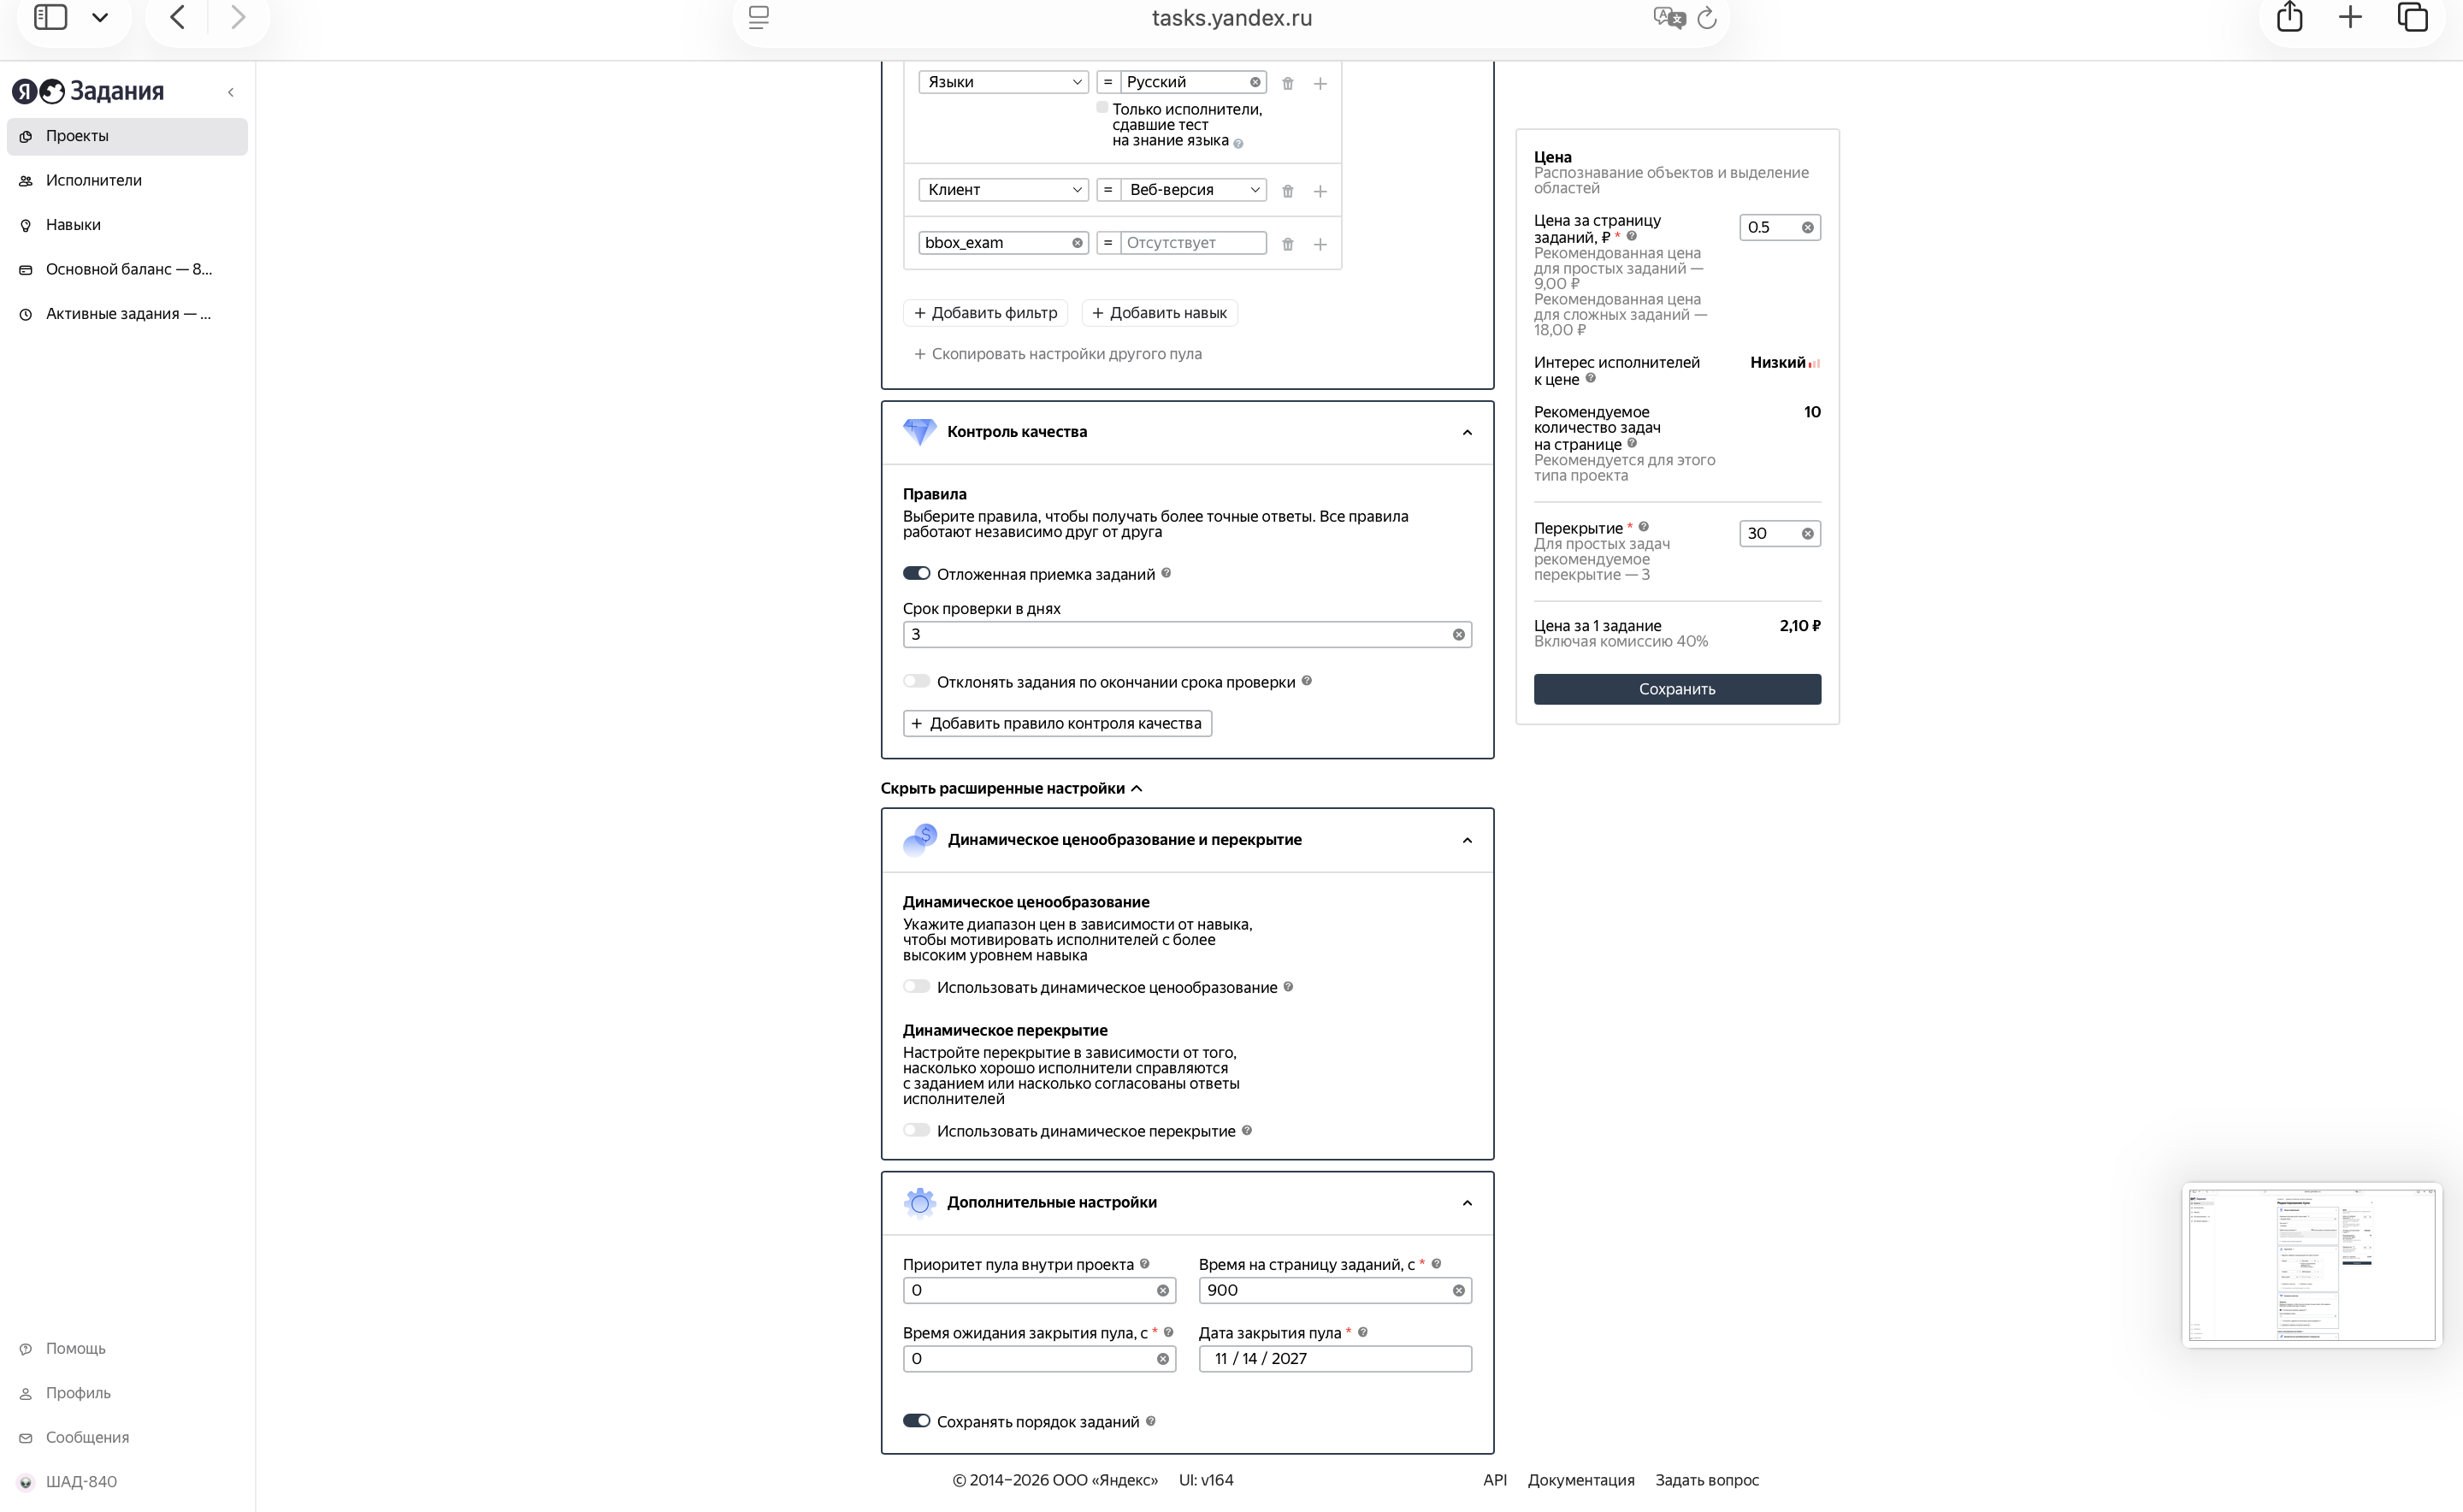 tasks.yandex.ru
Я Задания
Проекты
Исполнители
Навыки
Основной баланс — 8...
Активные задания — ...
Помощь
Профиль
Сообщения
ШАД-840
Языки = Русский
Только исполнители,
сдавшие тест
на знание языка
Клиент = Веб-версия
bbox_exam = Отсутствует
+ Добавить фильтр + Добавить навык
+ Скопировать настройки другого пула
Контроль качества
Правила
Выберите правила, чтобы получать более точные ответы. Все правила
работают независимо друг от друга
Отложенная приемка заданий
Срок проверки в днях
3
Отклонять задания по окончании срока проверки
+ Добавить правило контроля качества
Скрыть расширенные настройки
Динамическое ценообразование и перекрытие
Динамическое ценообразование
Укажите диапазон цен в зависимости от навыка,
чтобы мотивировать исполнителей с более
высоким уровнем навыка
Использовать динамическое ценообразование
Динамическое перекрытие
Настройте перекрытие в зависимости от того,
насколько хорошо исполнители справляются
с заданием или насколько согласованы ответы
исполнителей
Использовать динамическое перекрытие
Дополнительные настройки
Приоритет пула внутри проекта
0
Время на страницу заданий, с *
900
Время ожидания закрытия пула, с *
0
Дата закрытия пула *
11 / 14 / 2027
Сохранять порядок заданий
Цена
Распознавание объектов и выделение
областей
Цена за страницу
заданий, ₽ *
0.5
Рекомендованная цена
для простых заданий —
9,00 ₽
Рекомендованная цена
для сложных заданий —
18,00 ₽
Интерес исполнителей
к цене
Низкий
Рекомендуемое
количество задач
на странице
10
Рекомендуется для этого
типа проекта
Перекрытие *
30
Для простых задач
рекомендуемое
перекрытие — 3
Цена за 1 задание 2,10 ₽
Включая комиссию 40%
Сохранить
© 2014–2026 ООО «Яндекс» UI: v164 API Документация Задать вопрос